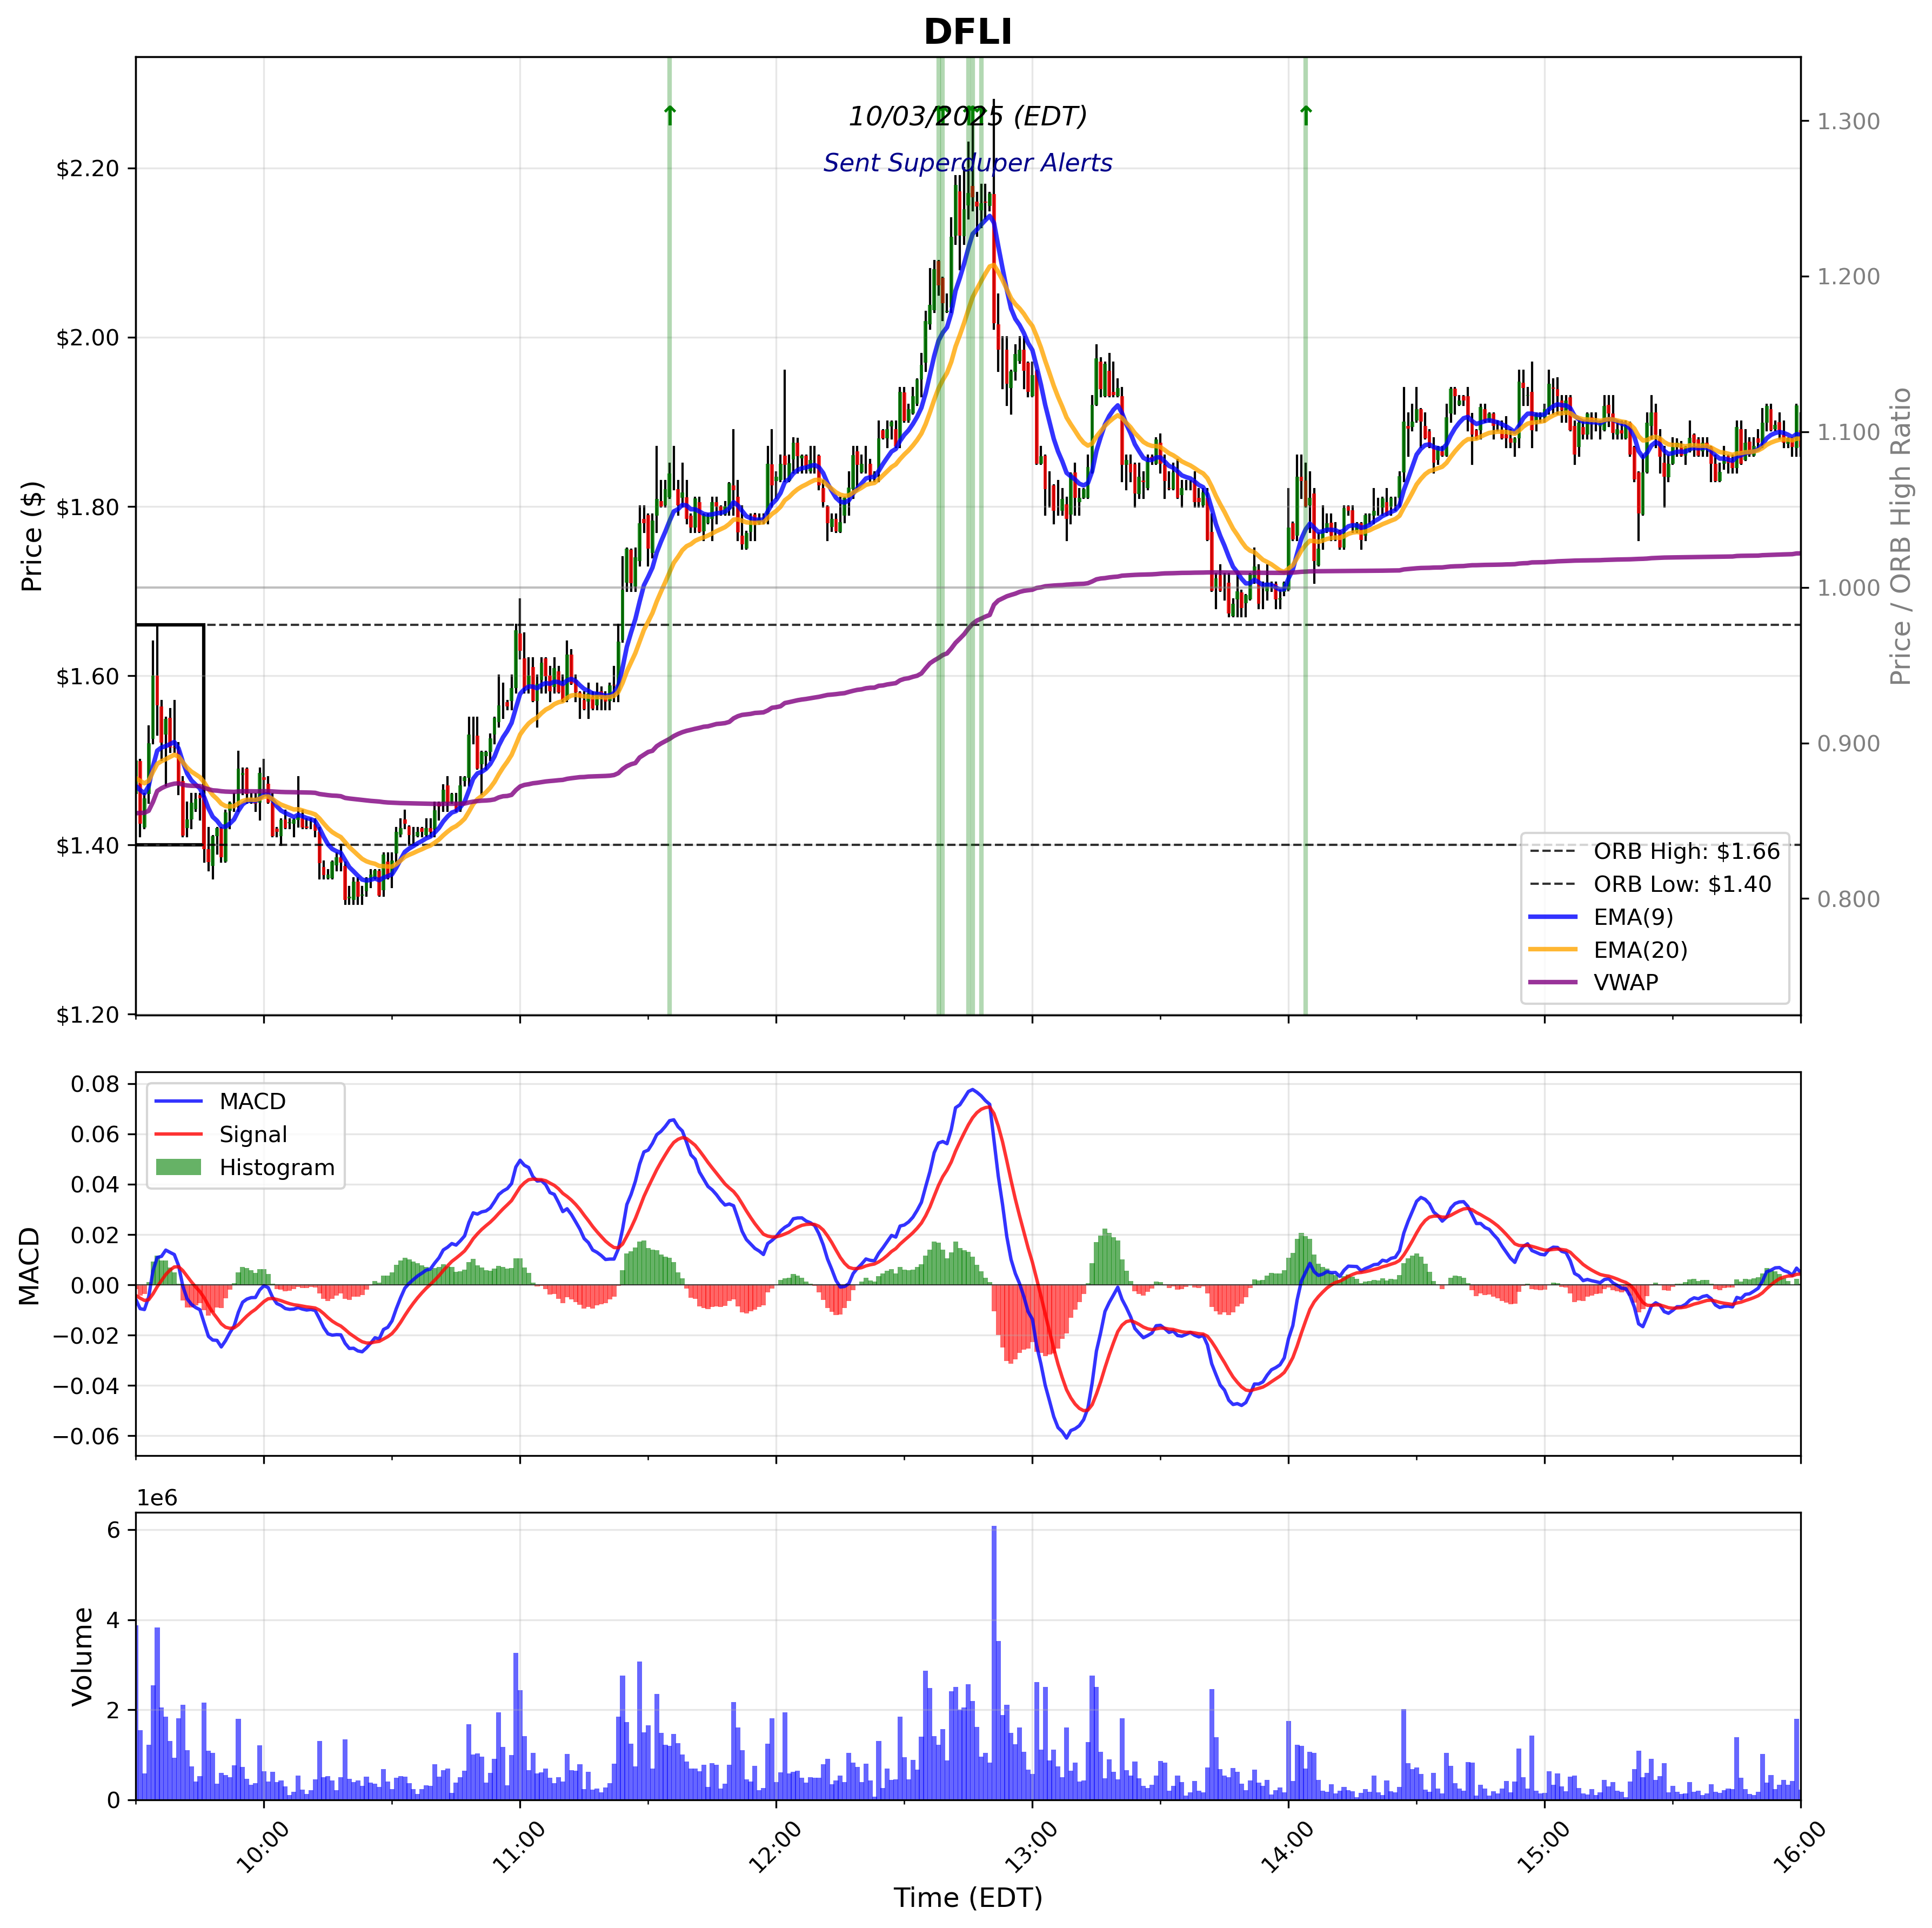 DFLI
10/03/2025 (EDT)
Sent Superduper Alerts
Price ($)
$2.20
$2.00
$1.80
$1.60
$1.40
$1.20
1.300
1.200
1.100
1.000
0.900
0.800
Price / ORB High Ratio
ORB High: $1.66
ORB Low: $1.40
EMA(9)
EMA(20)
VWAP
MACD
0.08
0.06
0.04
0.02
0.00
−0.02
−0.04
−0.06
MACD
Signal
Histogram
1e6
Volume
6
4
2
0
10:00
11:00
12:00
13:00
14:00
15:00
16:00
Time (EDT)